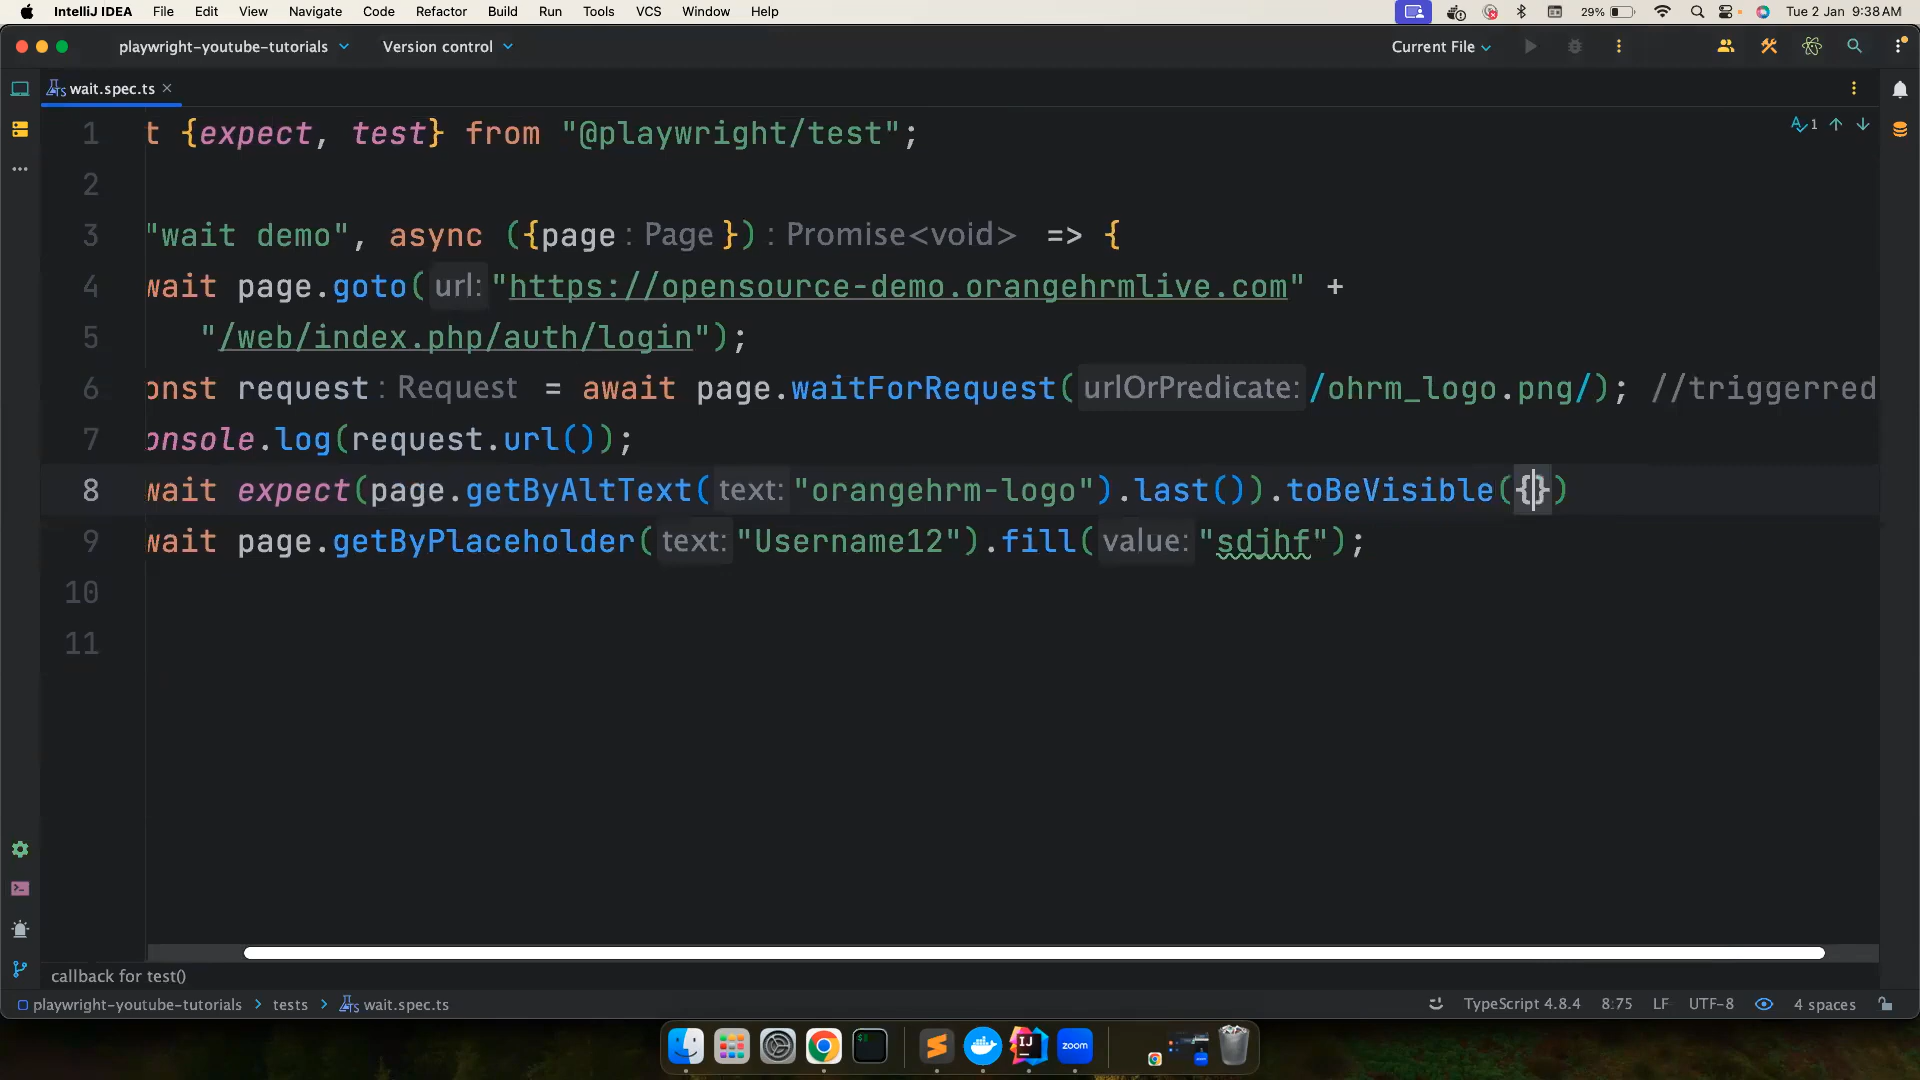 IntelliJ IDEA File Edit View Navigate Code Refactor Build Run Tools VCS Window Help 29% Tue 2 Jan 9:38 AM
playwright-youtube-tutorials Version control Current File
wait.spec.ts
1 t {expect, test} from "@playwright/test"; 1
2
3 "wait demo", async ({page : Page }) : Promise<void> => {
4 wait page.goto( url: "https://opensource-demo.orangehrmlive.com" +
5 "/web/index.php/auth/login");
6 onst request : Request = await page.waitForRequest( urlOrPredicate: /ohrm_logo.png/); //triggerred
7 onsole.log(request.url());
8 wait expect(page.getByAltText( text: "orangehrm-logo").last()).toBeVisible({})
9 wait page.getByPlaceholder( text: "Username12").fill( value: "sdjhf");
10
11
callback for test()
playwright-youtube-tutorials > tests > wait.spec.ts TypeScript 4.8.4 8:75 LF UTF-8 4 spaces
IJ zoom